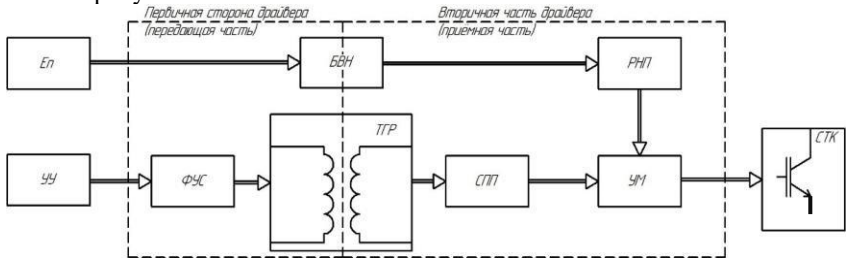 Первичная сторона драйвера
(передающая часть)
Вторичная часть драйвера
(приемная часть)
Еп
БВН
РНП
ТГР
СТК
УУ
ФУС
СПП
УМ